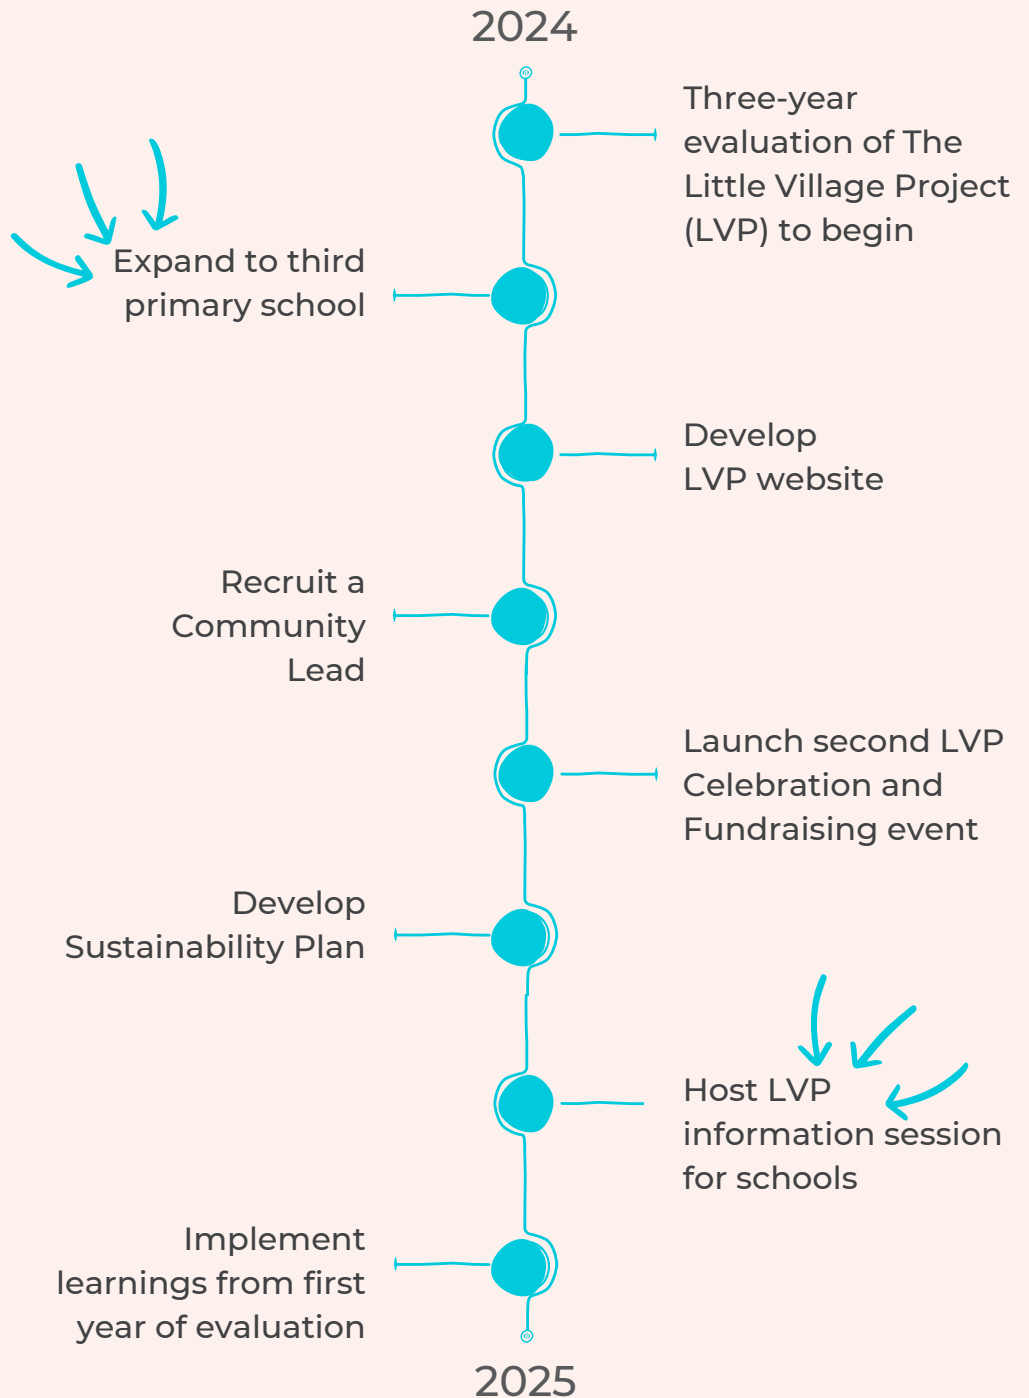 2024
Three-year
evaluation of The
Little Village Project
(LVP) to begin
Expand to third
primary school
Develop
LVP website
Recruit a
Community
Lead
Launch second LVP
Celebration and
Fundraising event
Develop
Sustainability Plan
Host LVP
information session
for schools
Implement
learnings from first
year of evaluation
2025